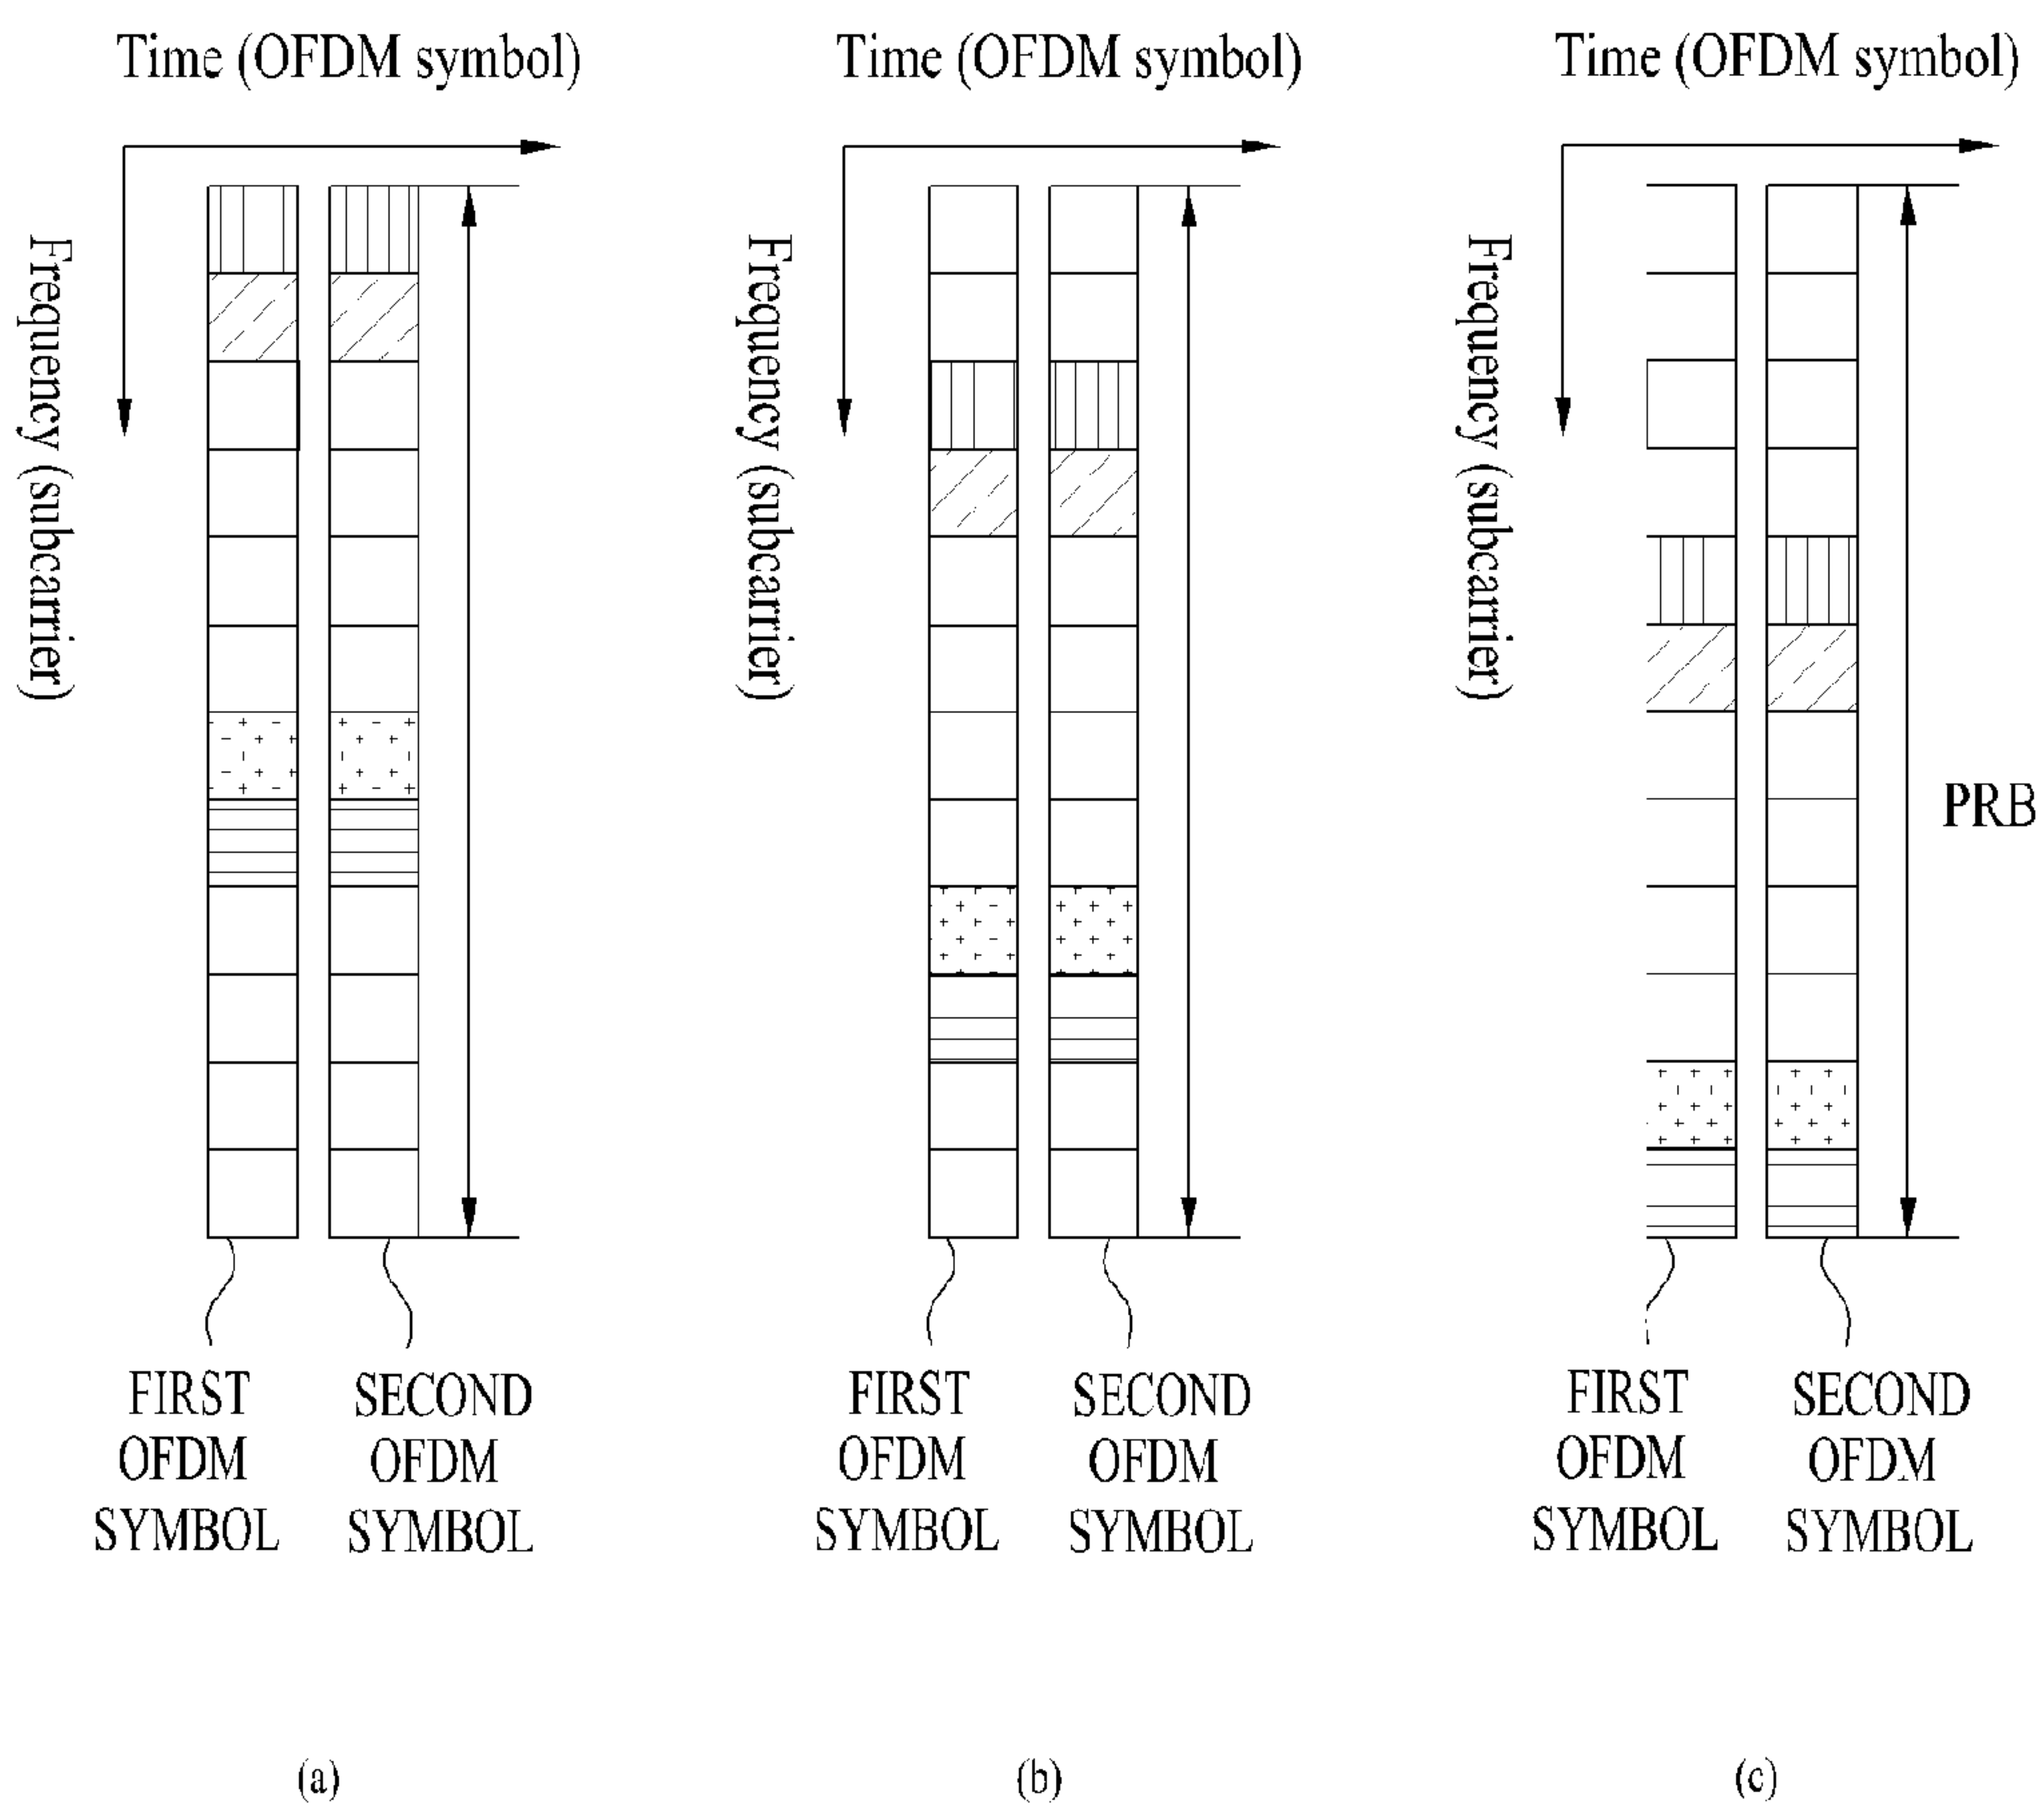 Time (OFDM symbol)
Frequency (subcarrier)
FIRST
OFDM
SYMBOL
SECOND
OFDM
SYMBOL
(a)
Time (OFDM symbol)
Frequency (subcarrier)
FIRST
OFDM
SYMBOL
SECOND
OFDM
SYMBOL
(b)
Time (OFDM symbol)
Frequency (subcarrier)
PRB
FIRST
OFDM
SYMBOL
SECOND
OFDM
SYMBOL
(c)